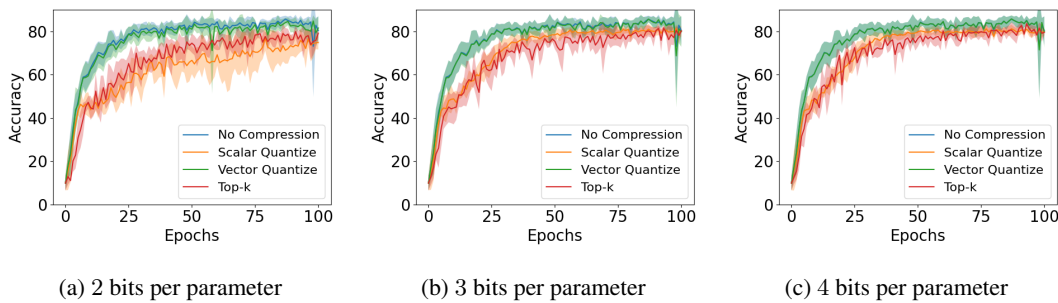 80
60
40
20
0
Accuracy
No Compression
Scalar Quantize
Vector Quantize
Top-k
0 25 50 75 100
Epochs
(a) 2 bits per parameter
80
60
40
20
0
Accuracy
No Compression
Scalar Quantize
Vector Quantize
Top-k
0 25 50 75 100
Epochs
(b) 3 bits per parameter
80
60
40
20
0
Accuracy
No Compression
Scalar Quantize
Vector Quantize
Top-k
0 25 50 75 100
Epochs
(c) 4 bits per parameter